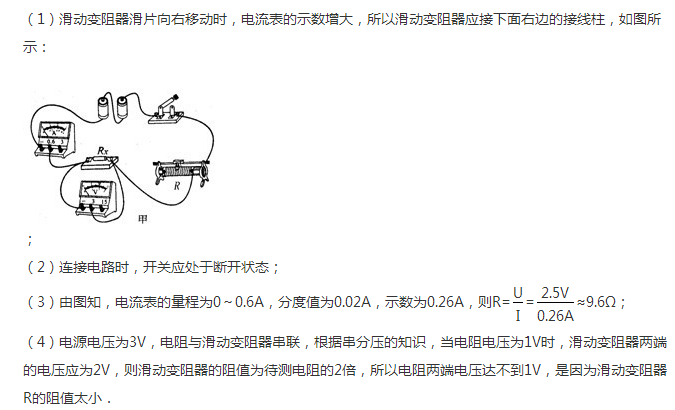 （1）滑动变阻器滑片向右移动时，电流表的示数增大，所以滑动变阻器应接下面右边的接线柱，如图所
示：
A
0.6 3
Rx
R
V
- 3 15
甲
；
（2）连接电路时，开关应处于断开状态；
（3）由图知，电流表的量程为0～0.6A，分度值为0.02A，示数为0.26A，则R=U/I=2.5V/0.26A≈9.6Ω；
（4）电源电压为3V，电阻与滑动变阻器串联，根据串分压的知识，当电阻电压为1V时，滑动变阻器两端
的电压应为2V，则滑动变阻器的阻值为待测电阻的2倍，所以电阻两端电压达不到1V，是因为滑动变阻器
R的阻值太小．